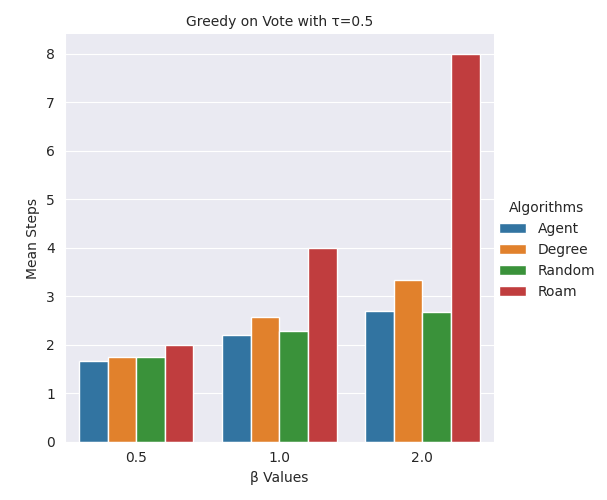 Greedy on Vote with τ=0.5
8
7
6
5
4
3
2
1
0
Mean Steps
0.5 1.0 2.0
β Values
Algorithms
Agent
Degree
Random
Roam